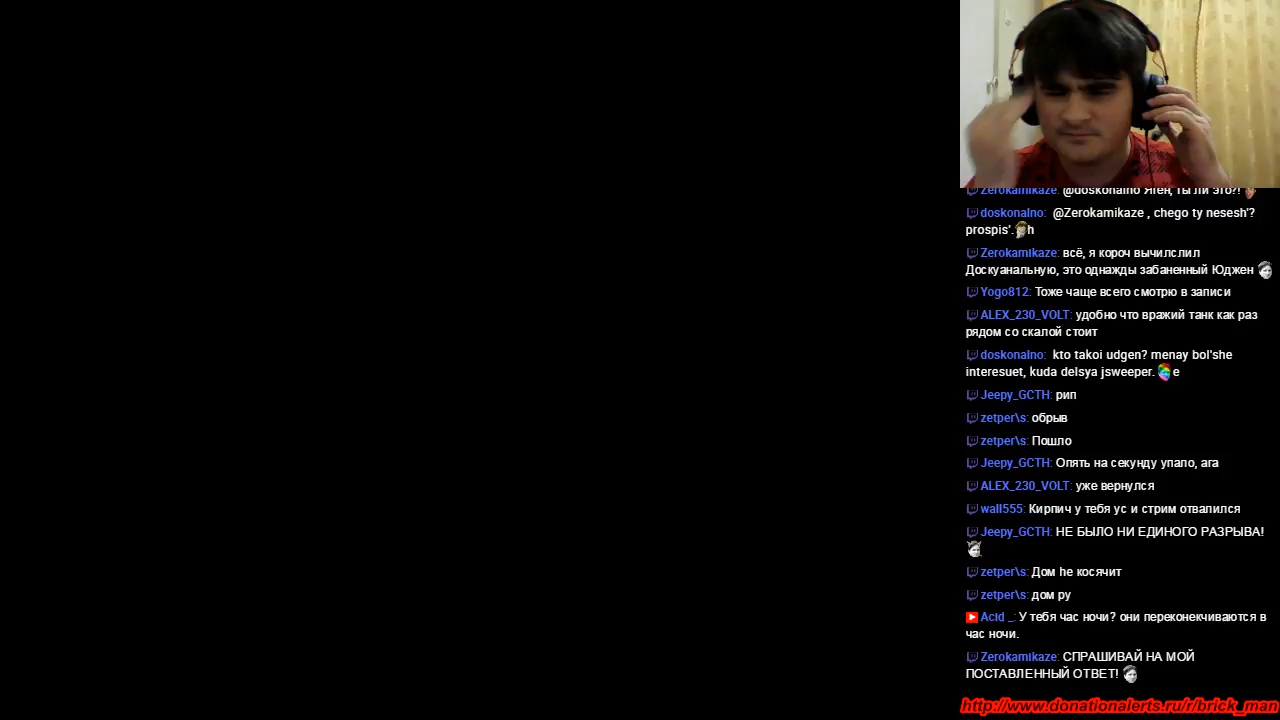 Zerokamikaze: @doskonalno Яген, ты ли это?!
doskonalno: @Zerokamikaze , chego ty nesesh'?
prospis'. h
Zerokamikaze: всё, я короч вычилслил
Доскуанальную, это однажды забаненный Юджен
Yogo812: Тоже чаще всего смотрю в записи
ALEX_230_VOLT: удобно что вражий танк как раз
рядом со скалой стоит
doskonalno: kto takoi udgen? menay bol'she
interesuet, kuda delsya jsweeper. e
Jeepy_GCTH: рип
zetper\s: обрыв
zetper\s: Пошло
Jeepy_GCTH: Опять на секунду упало, ага
ALEX_230_VOLT: уже вернулся
wall555: Кирпич у тебя ус и стрим отвалился
Jeepy_GCTH: НЕ БЫЛО НИ ЕДИНОГО РАЗРЫВА!
zetper\s: Дом не косячит
zetper\s: дом ру
Acid _: У тебя час ночи? они переконекчиваются в
час ночи.
Zerokamikaze: СПРАШИВАЙ НА МОЙ
ПОСТАВЛЕННЫЙ ОТВЕТ!
http://www.donationalerts.ru/r/brick_man